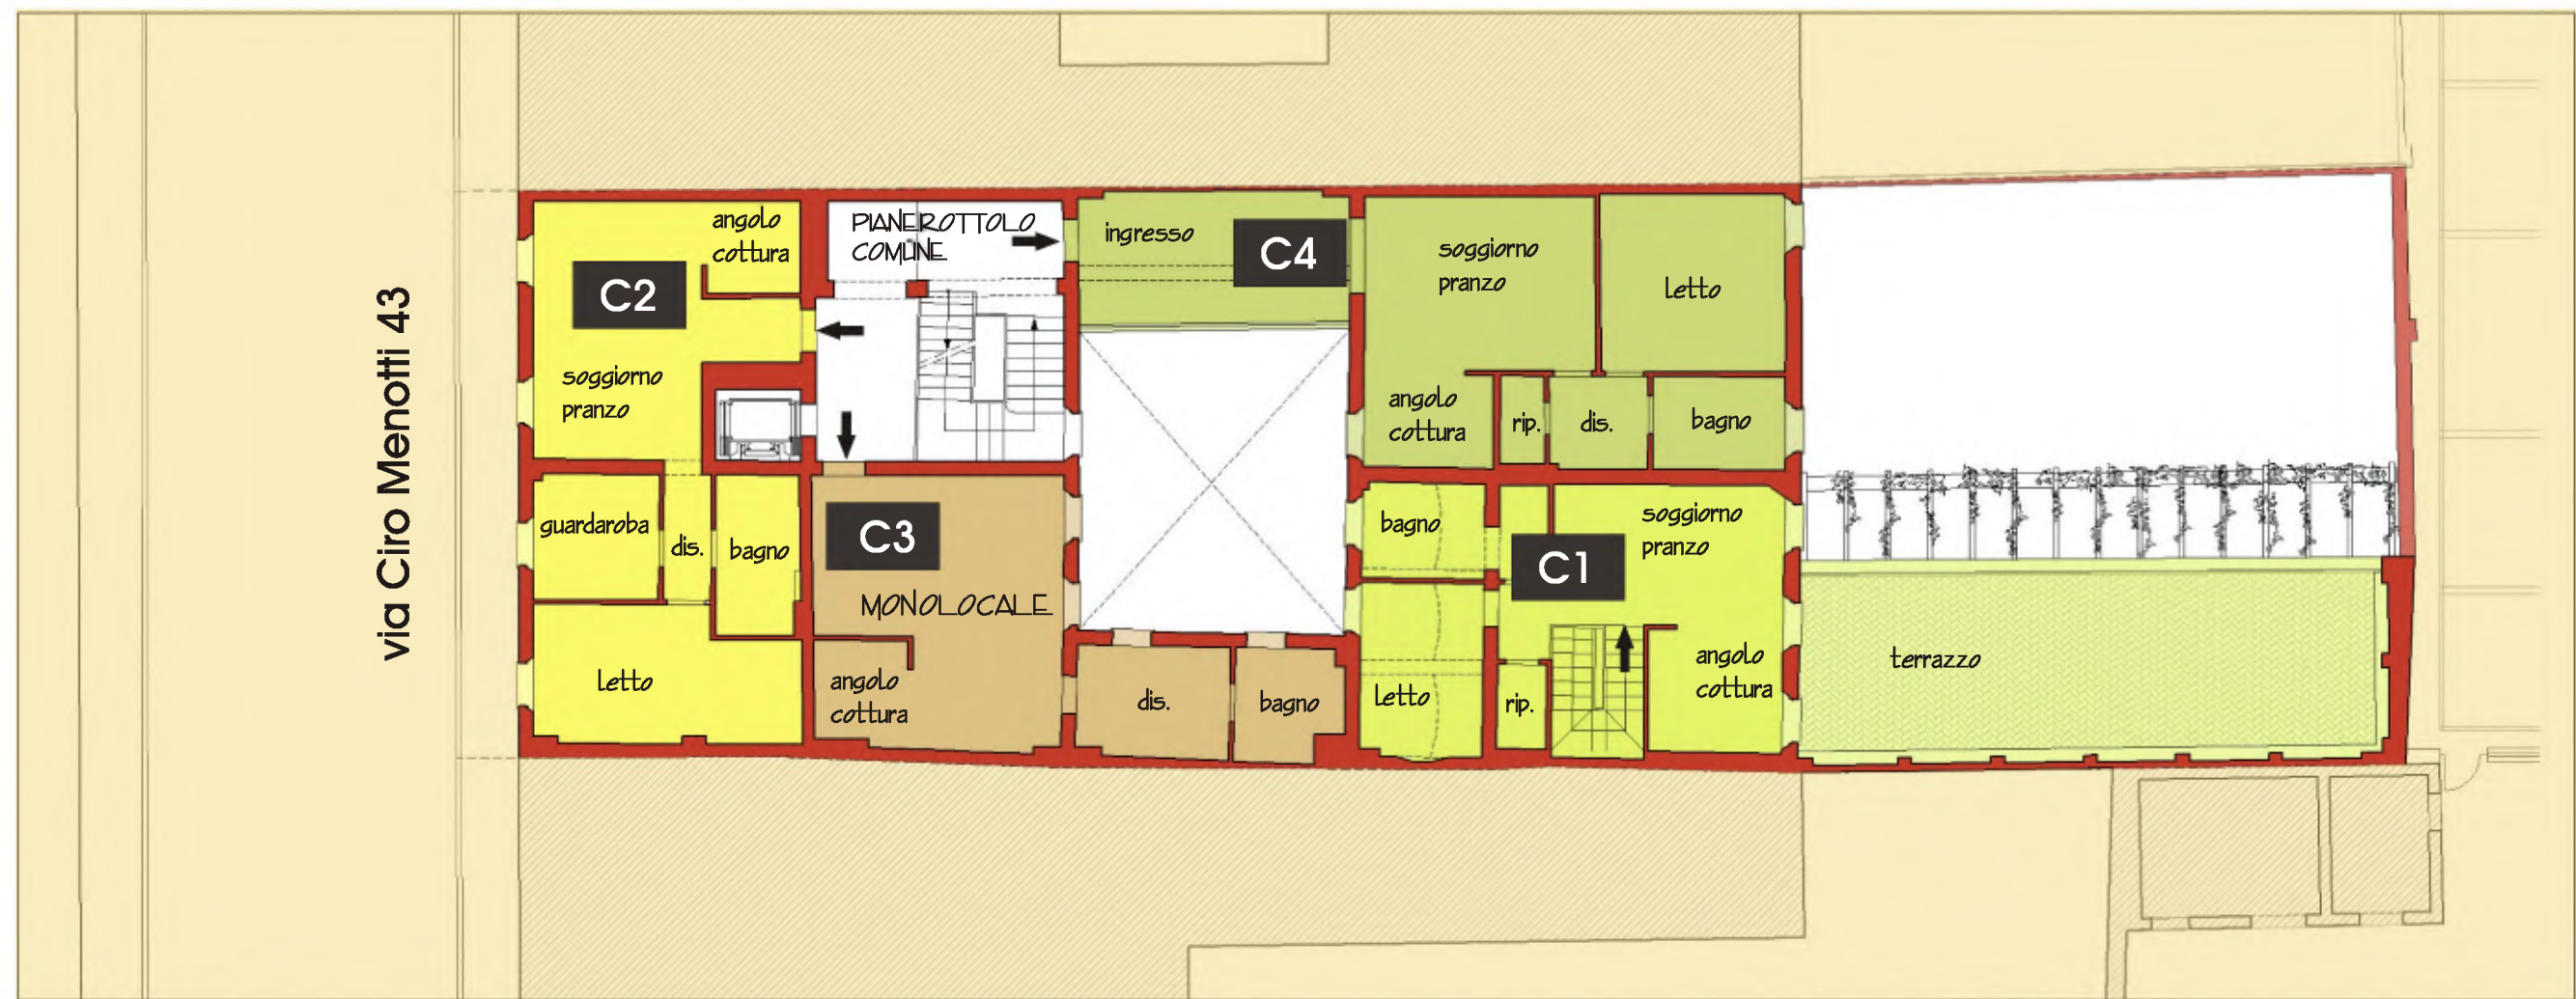 via Ciro Menotti 43
angolo
cottura
C2
soggiorno
pranzo
guardaroba
dis.
bagno
letto
PIANEROTTOLO
COMUNE
C3
MONOLOCALE
angolo
cottura
dis.
bagno
ingresso
C4
soggiorno
pranzo
letto
angolo
cottura
rip.
dis.
bagno
bagno
soggiorno
pranzo
C1
letto
rip.
angolo
cottura
terrazzo